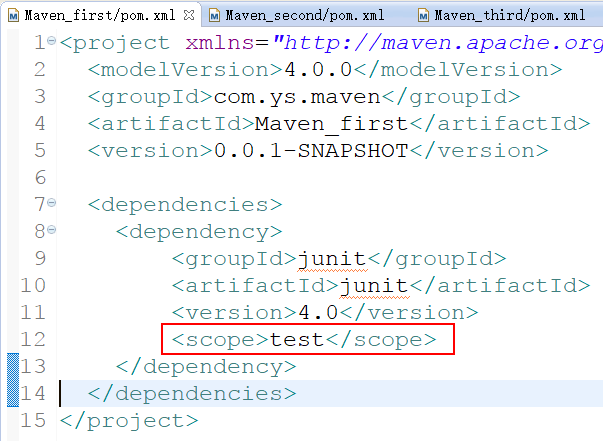 Maven_first/pom.xml Maven_second/pom.xml Maven_third/pom.xml
1 <project xmlns="http://maven.apache.org
2 <modelVersion>4.0.0</modelVersion>
3 <groupId>com.ys.maven</groupId>
4 <artifactId>Maven_first</artifactId>
5 <version>0.0.1-SNAPSHOT</version>
6
7 <dependencies>
8 <dependency>
9 <groupId>junit</groupId>
10 <artifactId>junit</artifactId>
11 <version>4.0</version>
12 <scope>test</scope>
13 </dependency>
14 </dependencies>
15 </project>